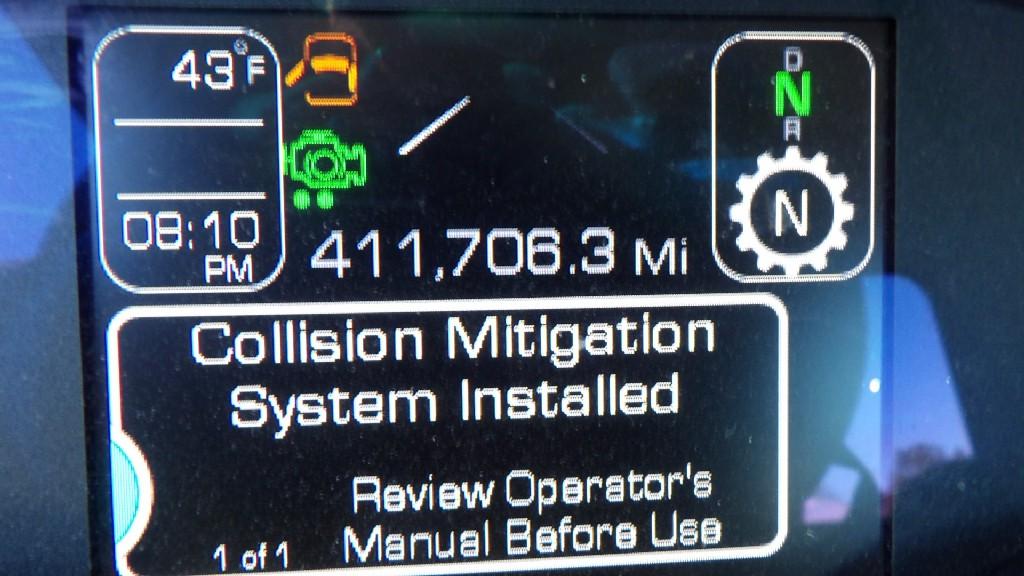 43°F
08:10
PM
411,706.3 Mi
D
N
R
N
Collision Mitigation
System Installed
Review Operator's
Manual Before Use
1 of 1